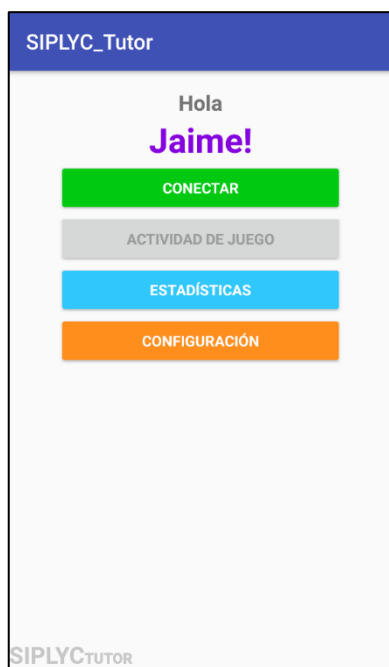 SIPLYC_Tutor
Hola
Jaime!
CONECTAR
ACTIVIDAD DE JUEGO
ESTADÍSTICAS
CONFIGURACIÓN
SIPLYCTUTOR